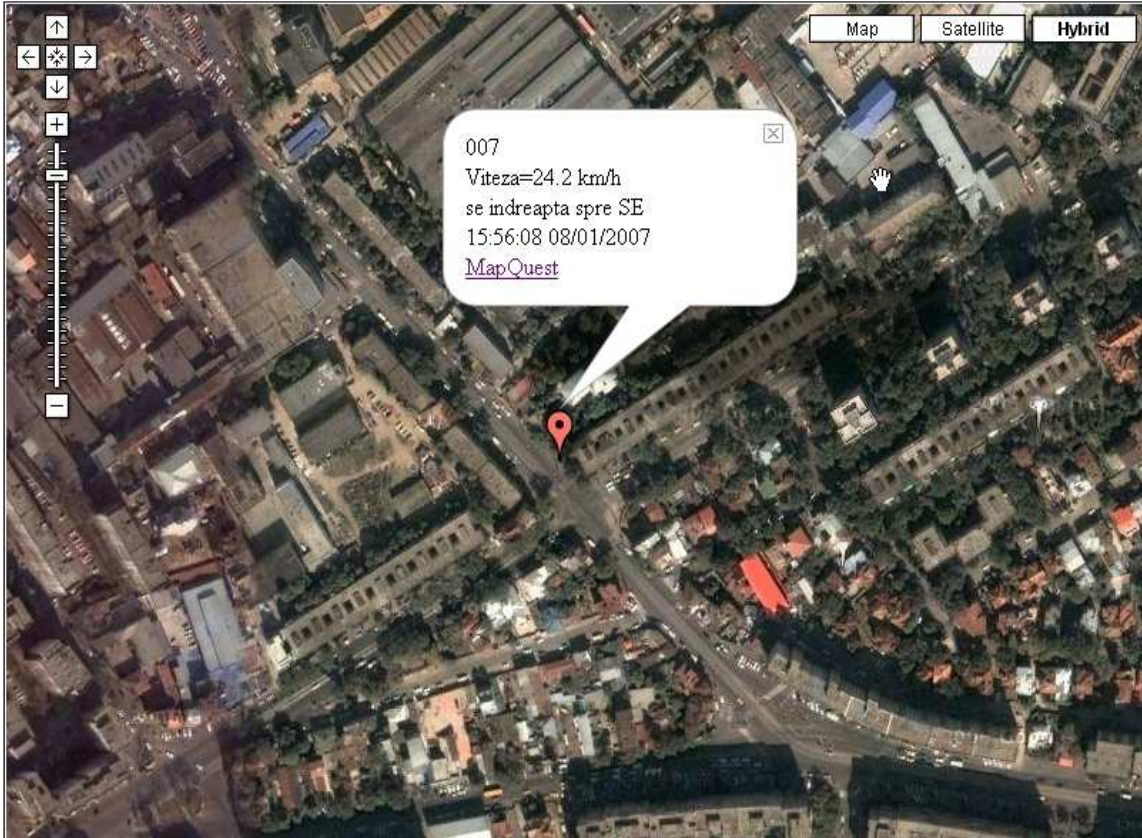 Map Satellite Hybrid
007
Viteza=24.2 km/h
se indreapta spre SE
15:56:08 08/01/2007
MapQuest